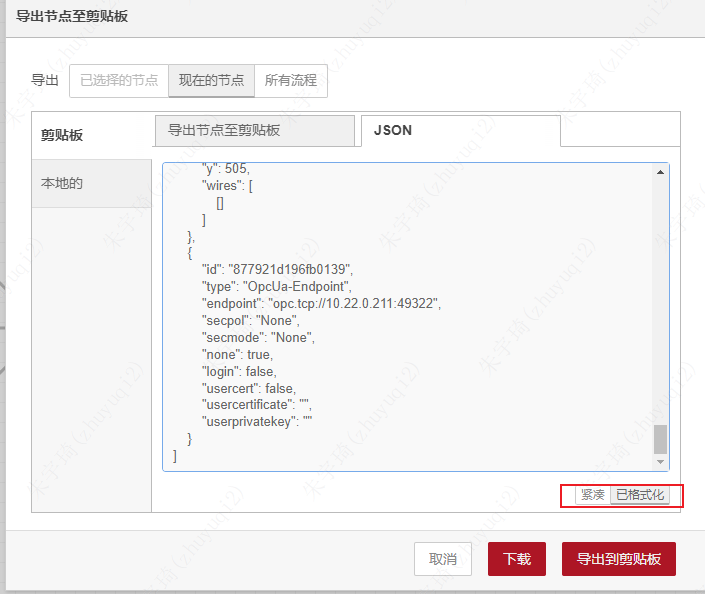 导出节点至剪贴板
导出 已选择的节点 现在的节点 所有流程
剪贴板
本地的
导出节点至剪贴板 JSON
"y": 505,
"wires": [
[]
]
},
{
"id": "877921d196fb0139",
"type": "OpcUa-Endpoint",
"endpoint": "opc.tcp://10.22.0.211:49322",
"secpol": "None",
"secmode": "None",
"none": true,
"login": false,
"usercert": false,
"usercertificate": "",
"userprivatekey": ""
}
]
紧凑 已格式化
取消 下载 导出到剪贴板
朱宇琦(zhuyuqi2)